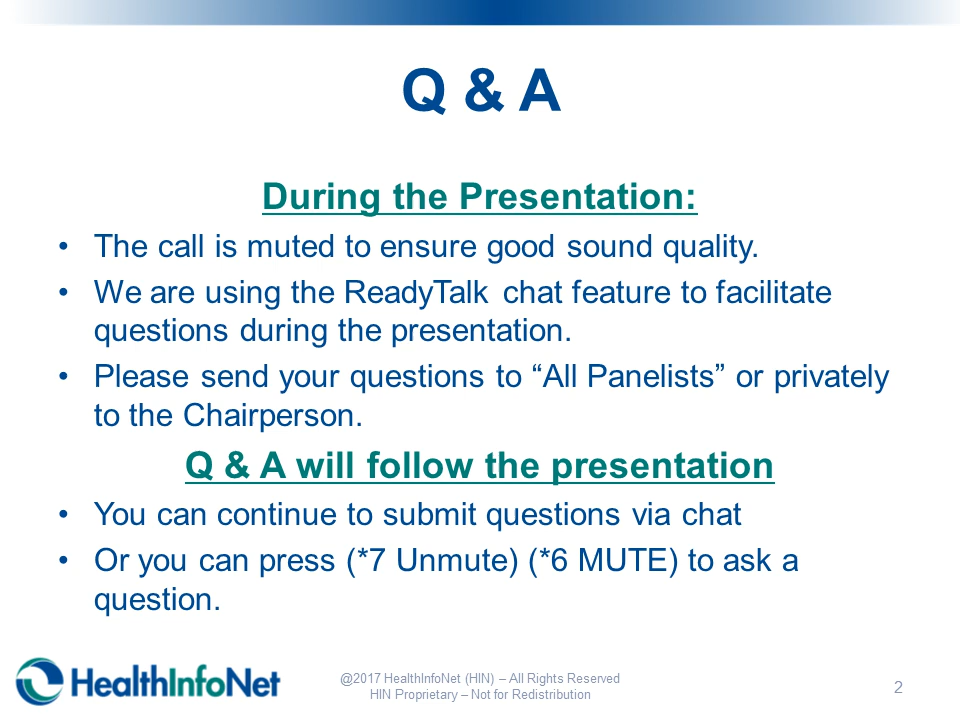 Q & A
During the Presentation:
• The call is muted to ensure good sound quality.
• We are using the ReadyTalk chat feature to facilitate
questions during the presentation.
• Please send your questions to “All Panelists” or privately
to the Chairperson.
Q & A will follow the presentation
• You can continue to submit questions via chat
• Or you can press (*7 Unmute) (*6 MUTE) to ask a
question.
HealthInfoNet
@2017 HealthInfoNet (HIN) – All Rights Reserved
HIN Proprietary – Not for Redistribution
2